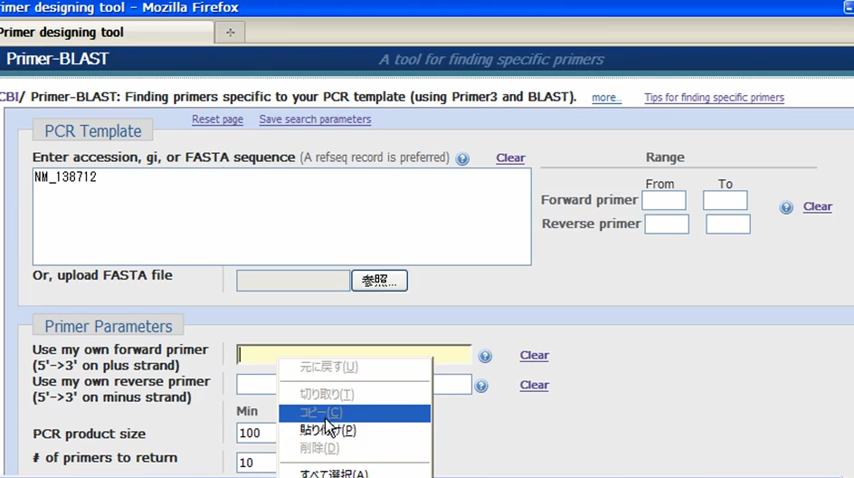 rimer designing tool - Mozilla Firefox
Primer designing tool
Primer-BLAST A tool for finding specific primers
CBI/ Primer-BLAST: Finding primers specific to your PCR template (using Primer3 and BLAST). more... Tips for finding specific primers
PCR Template Reset page Save search parameters
Enter accession, gi, or FASTA sequence (A refseq record is preferred) Clear Range
NM_138712
From To
Forward primer Clear
Reverse primer
Or, upload FASTA file 参照...
Primer Parameters
Use my own forward primer
(5'->3' on plus strand) Clear
元に戻す(U)
Use my own reverse primer
(5'->3' on minus strand) Clear
切り取り(T)
Min
コピー(C)
PCR product size 100
貼り付け(P)
削除(D)
# of primers to return 10
すべて選択(A)